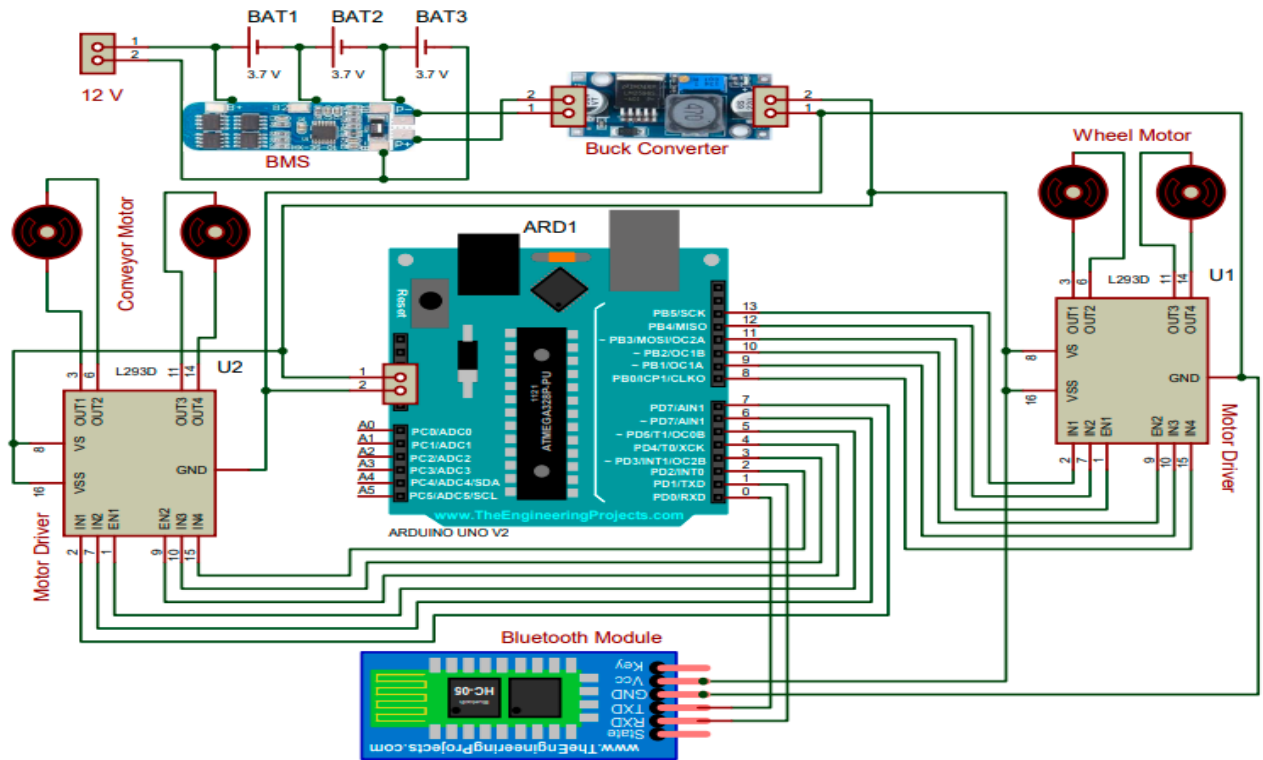 BAT1 BAT2 BAT3
1
2
12 V
3.7 V 3.7 V 3.7 V
B+ B2 P-
P+
BMS
2
1
470
2
1
Buck Converter
Wheel Motor
Conveyor Motor
ARD1
Reset
ATMEGA328P-PU
1121
PB5/SCK 13
PB4/MISO 12
~ PB3/MOSI/OC2A 11
~ PB2/OC1B 10
~ PB1/OC1A 9
PB0/ICP1/CLKO 8
PD7/AIN1 7
~ PD7/AIN1 6
~ PD5/T1/OC0B 5
PD4/T0/XCK 4
~ PD3/INT1/OC2B 3
PD2/INT0 2
PD1/TXD 1
PD0/RXD 0
1
2
A0 PC0/ADC0
A1 PC1/ADC1
A2 PC2/ADC2
A3 PC3/ADC3
A4 PC4/ADC4/SDA
A5 PC5/ADC5/SCL
www.TheEngineeringProjects.com
ARDUINO UNO V2
3 6 L293D 11 14 U2
OUT1 OUT2 OUT3 OUT4
8 VS
16 VSS
GND
IN1 IN2 EN1 EN2 IN3 IN4
2 7 1 9 10 15
Motor Driver
3 6 L293D 11 14 U1
OUT1 OUT2 OUT3 OUT4
8 VS
16 VSS
GND
IN1 IN2 EN1 EN2 IN3 IN4
2 7 1 9 10 15
Motor Driver
Bluetooth Module
Key
Vcc
GND
TXD
RXD
State
HC-05
Bluetooth
www.TheEngineeringProjects.com